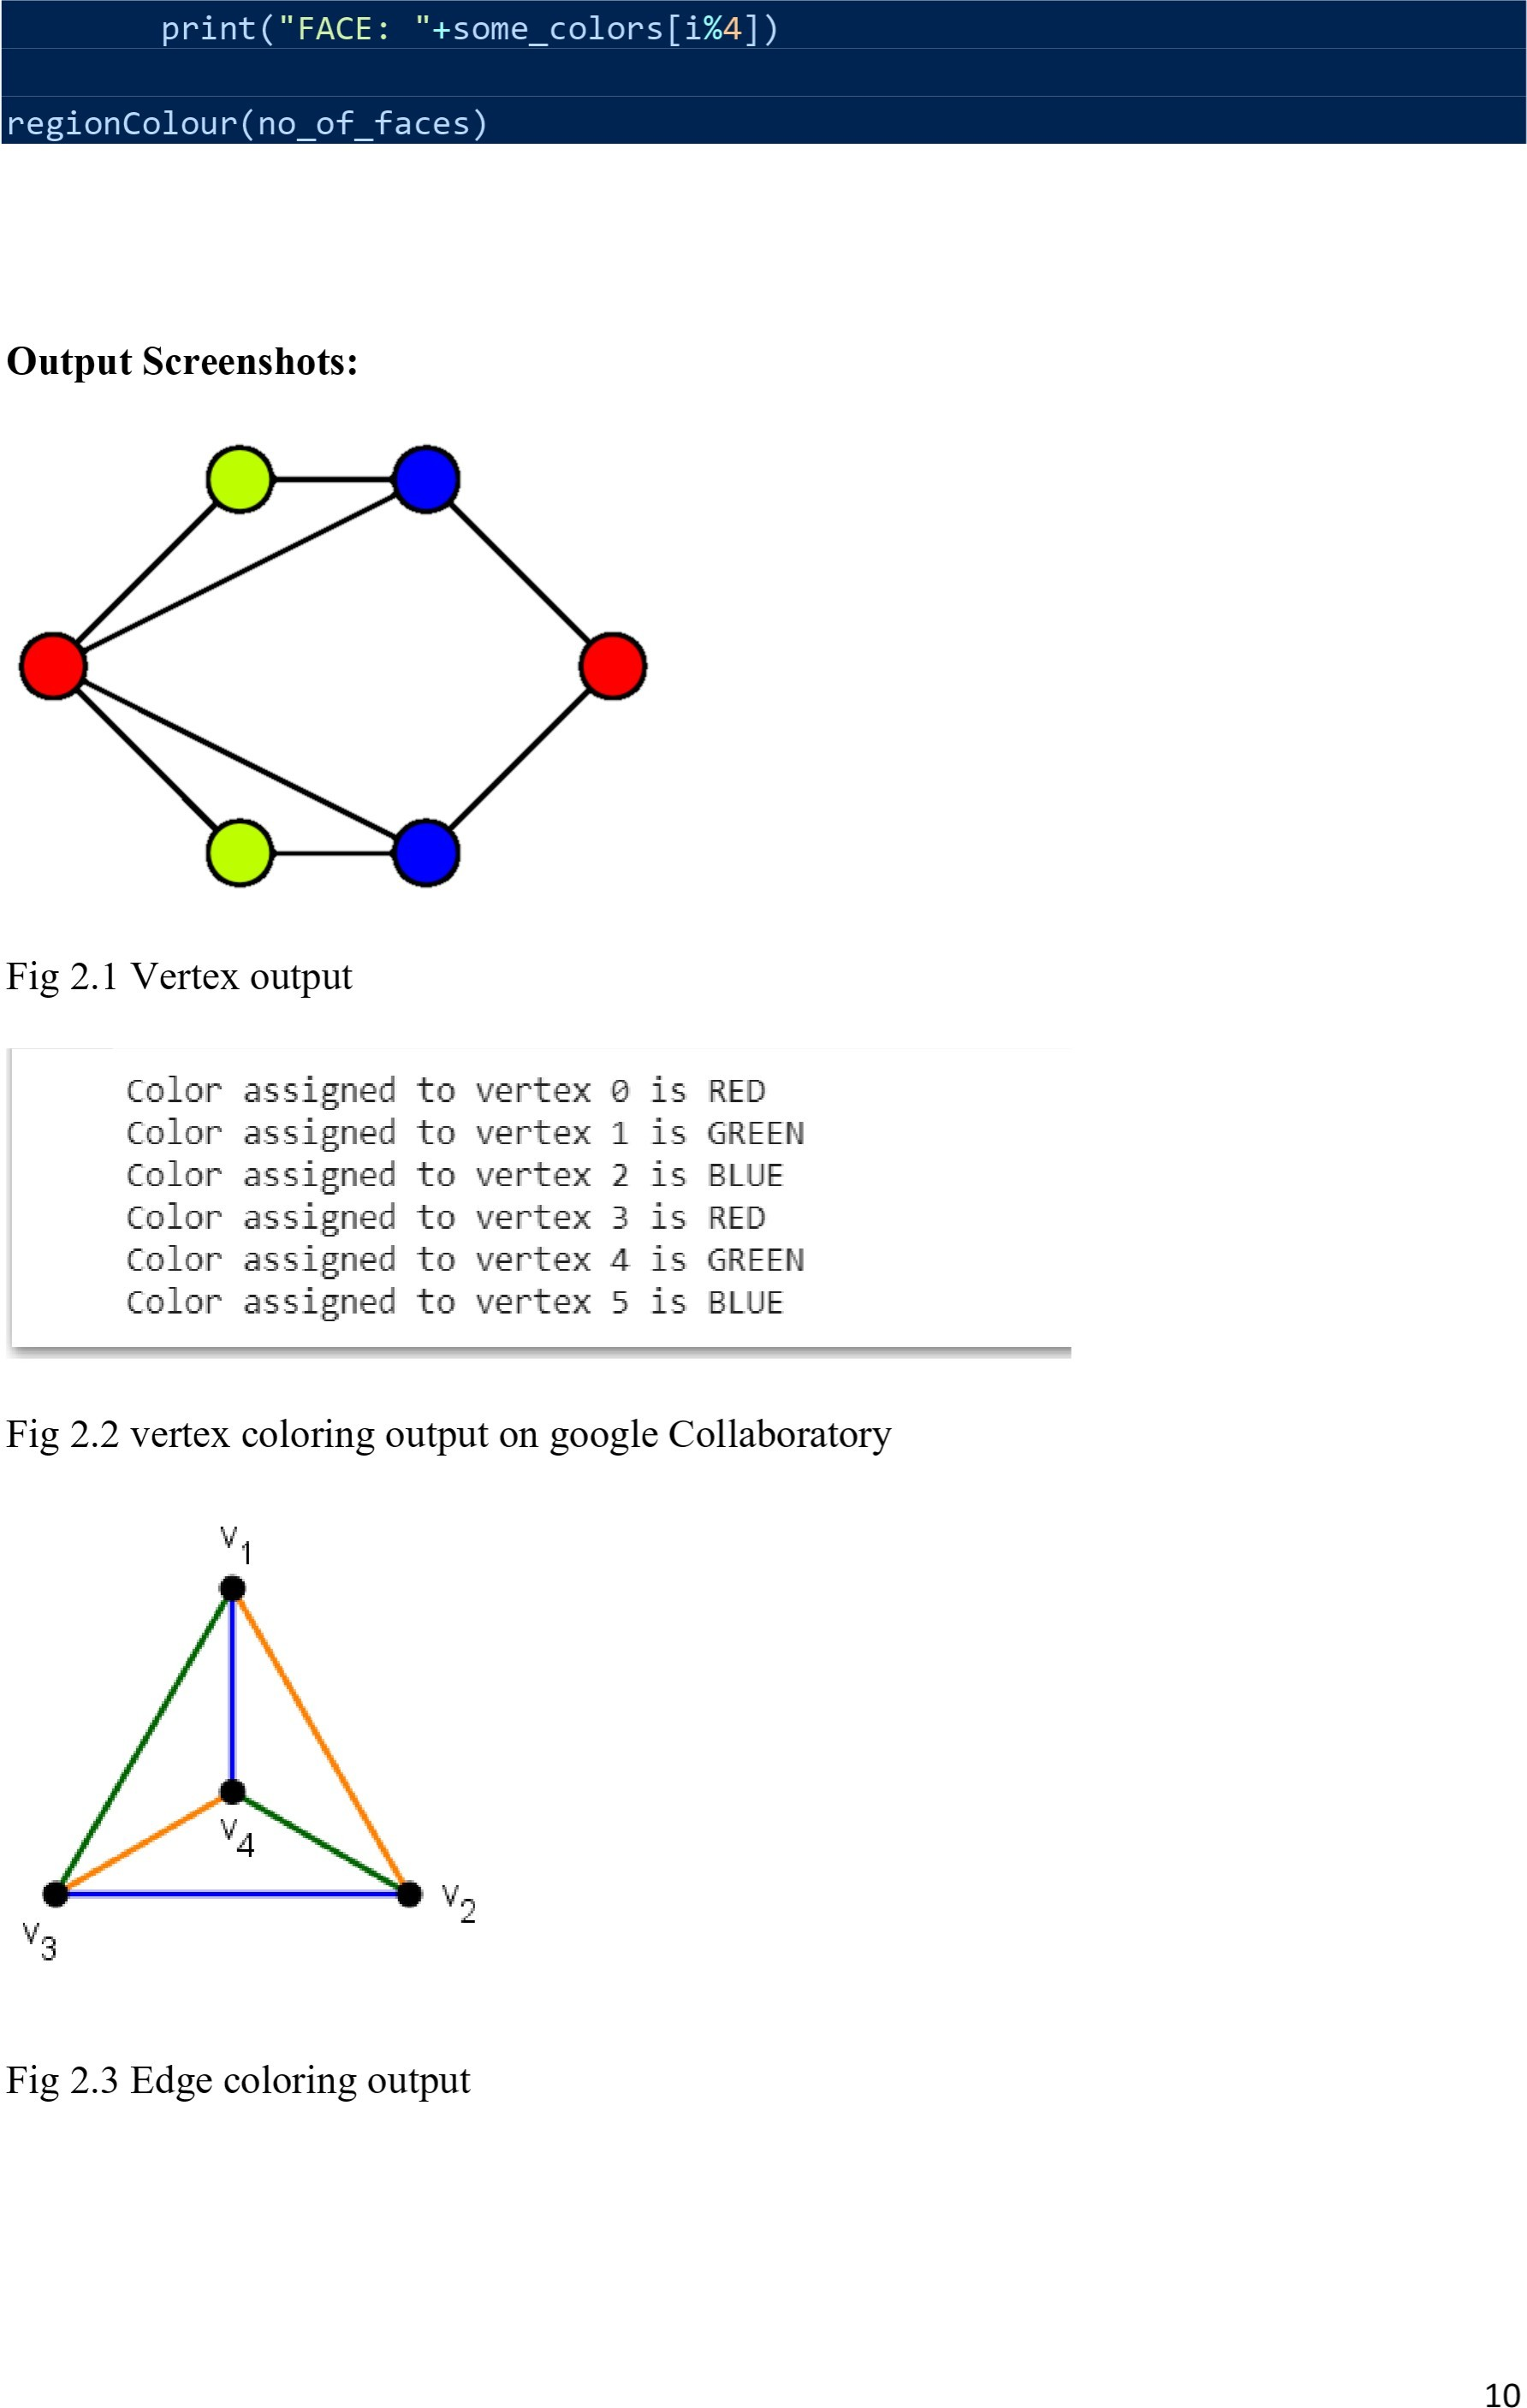 print("FACE: "+some_colors[i%4])
regionColour(no_of_faces)
Output Screenshots:
Fig 2.1 Vertex output
Color assigned to vertex 0 is RED
Color assigned to vertex 1 is GREEN
Color assigned to vertex 2 is BLUE
Color assigned to vertex 3 is RED
Color assigned to vertex 4 is GREEN
Color assigned to vertex 5 is BLUE
Fig 2.2 vertex coloring output on google Collaboratory
v1
v4
v2
v3
Fig 2.3 Edge coloring output
10